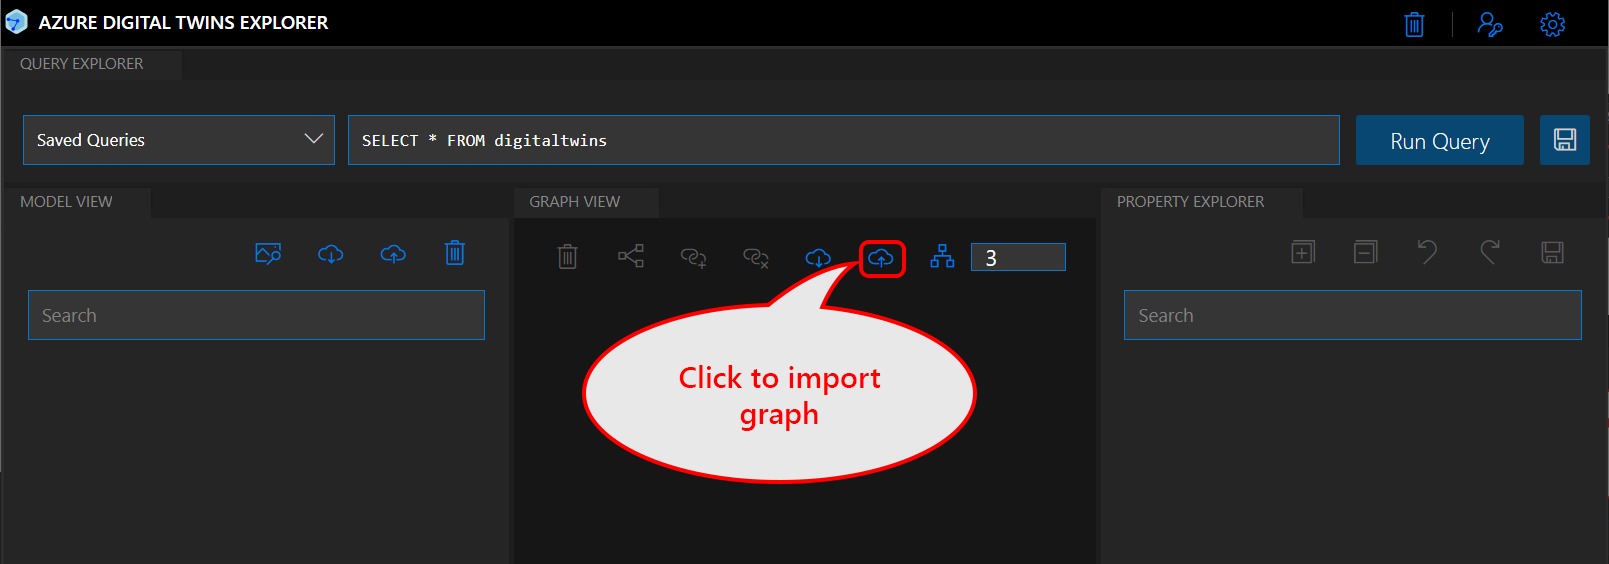 AZURE DIGITAL TWINS EXPLORER
QUERY EXPLORER
Saved Queries
SELECT * FROM digitaltwins
Run Query
MODEL VIEW
GRAPH VIEW
PROPERTY EXPLORER
3
Search
Search
Click to import
graph